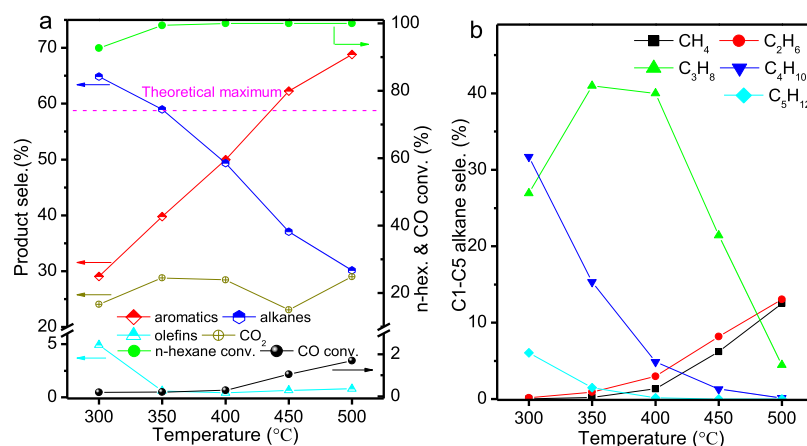 a
Product sele.(%)
80
70
60
50
40
30
20
5
0
Theoretical maximum
aromatics
alkanes
olefins
CO2
n-hexane conv.
CO conv.
100
80
60
40
20
2
0
n-hex. & CO conv. (%)
300 350 400 450 500
Temperature (°C)
b
C1-C5 alkane sele. (%)
40
30
20
10
0
CH4
C2H6
C3H8
C4H10
C5H12
300 350 400 450 500
Temperature (°C)